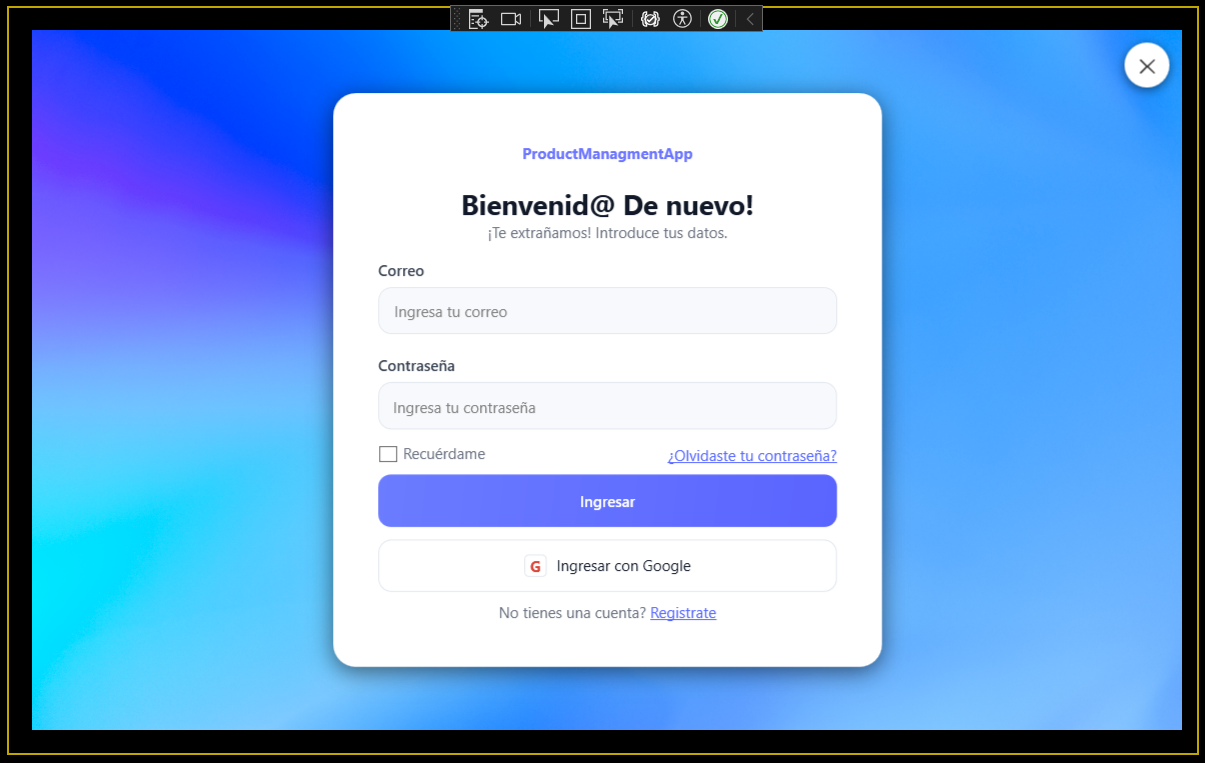 ProductManagmentApp
Bienvenid@ De nuevo!
¡Te extrañamos! Introduce tus datos.
Correo
Ingresa tu correo
Contraseña
Ingresa tu contraseña
Recuérdame
¿Olvidaste tu contraseña?
Ingresar
G Ingresar con Google
No tienes una cuenta? Registrate